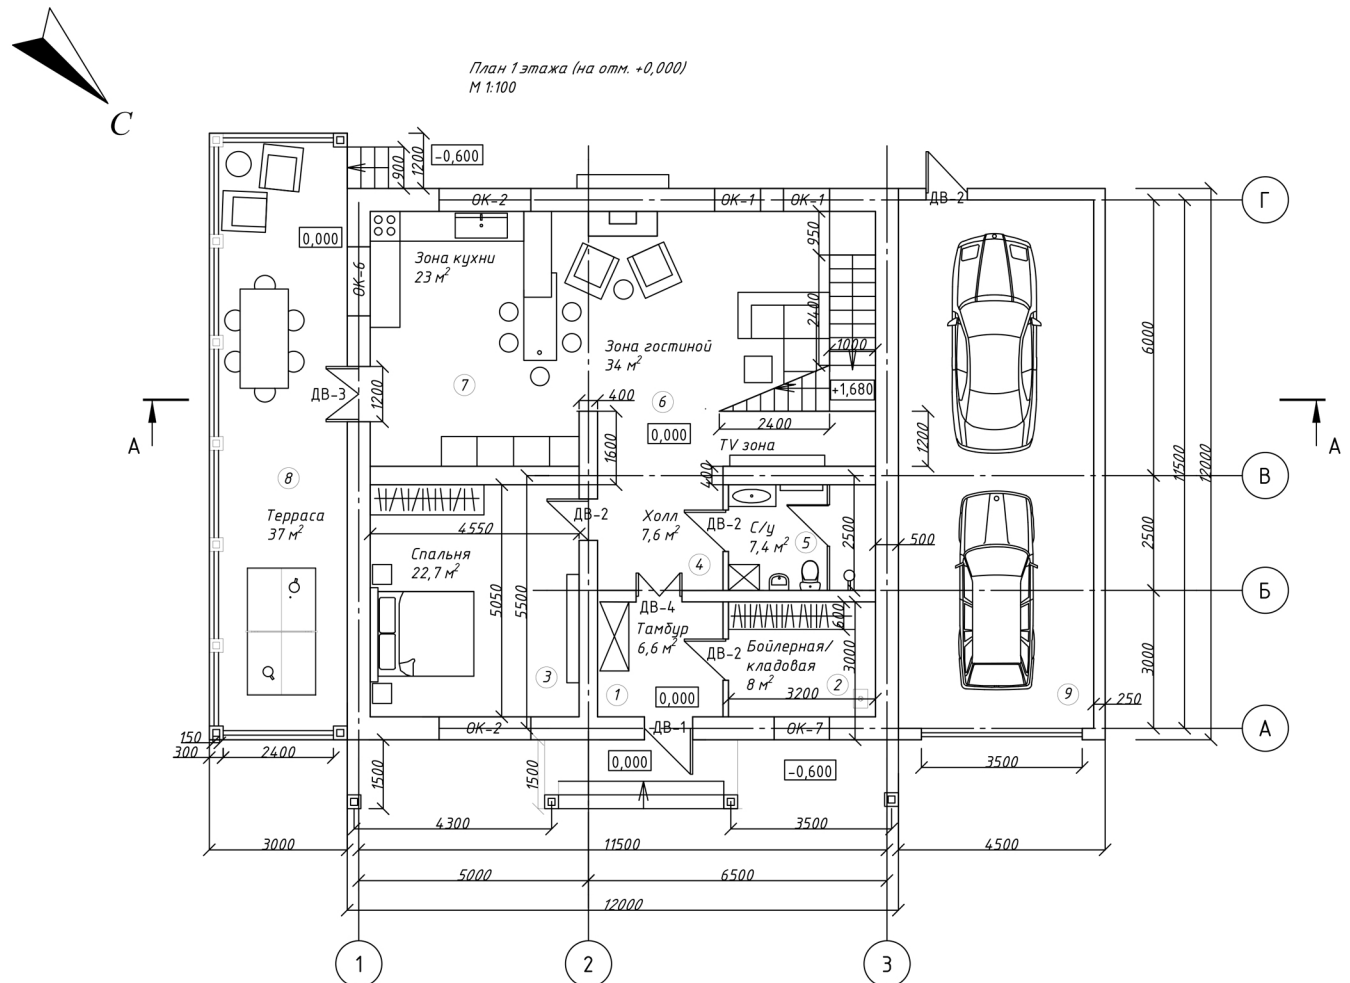 План 1 этажа (на отм. +0,000)
М 1:100
С
900
1200
-0,600
ОК-2
ОК-1
ОК-1
ДВ-2
Г
0,000
Зона кухни
23 м²
ОК-6
950
2400
1000
6000
Зона гостиной
34 м²
+1,680
7
6
400
ДВ-3
1200
0,000
2400
1600
TV зона
1200
11500
12000
А
А
В
8
Терраса
37 м²
400
ДВ-2
Холл
7,6 м²
ДВ-2
С/у
7,4 м²
5
2500
500
2500
4550
Спальня
22,7 м²
4
5050
5500
Б
ДВ-4
Тамбур
6,6 м²
ДВ-2
600
Бойлерная/
кладовая
8 м²
3000
3000
3
1
0,000
3200
2
9
250
ОК-2
ДВ-1
ОК-7
А
150
300
2400
1500
1500
0,000
-0,600
3500
4300
3500
3000
11500
4500
5000
6500
12000
1
2
3